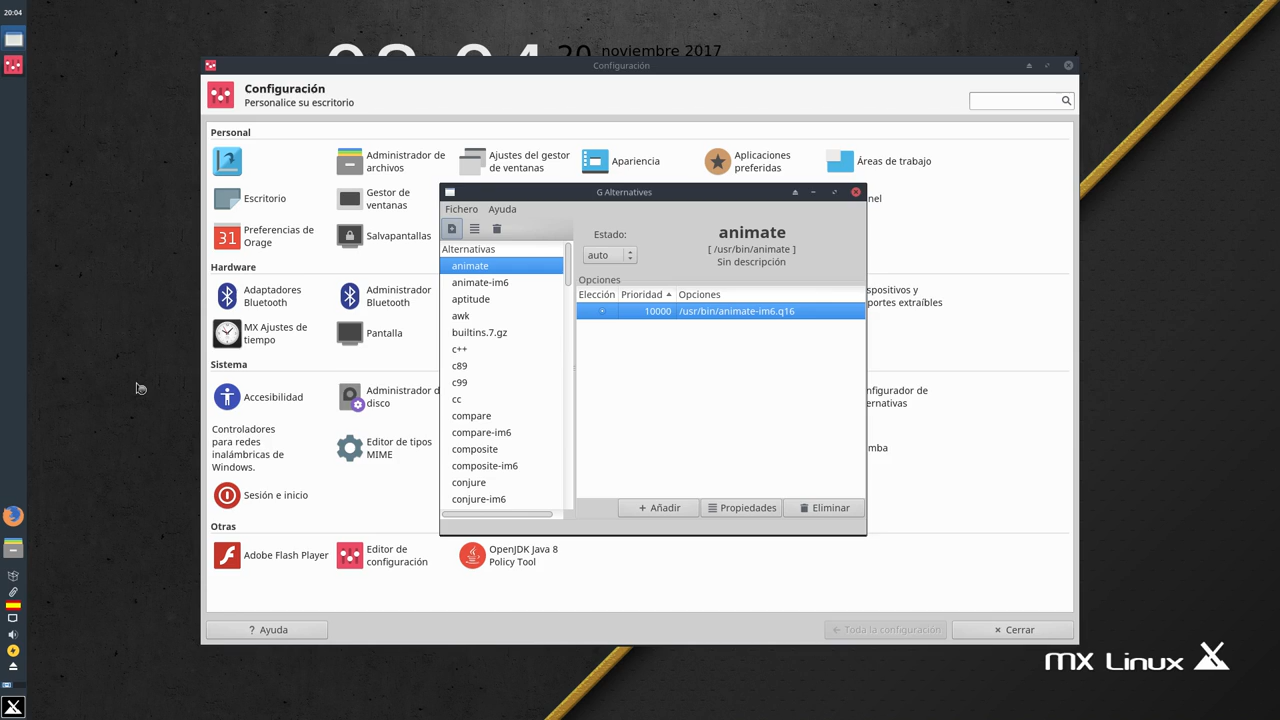 20:04
20 noviembre 2017
Configuración
Configuración
Personalice su escritorio
Personal
Administrador de
archivos
Ajustes del gestor
de ventanas
Apariencia
Aplicaciones
preferidas
Áreas de trabajo
Escritorio
Gestor de
ventanas
nel
Preferencias de
Orage
31
Salvapantallas
Hardware
Adaptadores
Bluetooth
Administrador
Bluetooth
spositivos y
portes extraíbles
MX Ajustes de
tiempo
Pantalla
Sistema
Accesibilidad
Administrador d
disco
nfigurador de
ernativas
Controladores
para redes
inalámbricas de
Windows.
Editor de tipos
MIME
mba
Sesión e inicio
Otras
Adobe Flash Player
Editor de
configuración
OpenJDK Java 8
Policy Tool
? Ayuda
Toda la configuración
Cerrar
G Alternatives
Fichero Ayuda
Alternativas
animate
animate-im6
aptitude
awk
builtins.7.gz
c++
c89
c99
cc
compare
compare-im6
composite
composite-im6
conjure
conjure-im6
Estado:
auto
animate
[ /usr/bin/animate ]
Sin descripción
Opciones
Elección Prioridad Opciones
10000 /usr/bin/animate-im6.q16
+ Añadir
Propiedades
Eliminar
MX Linux